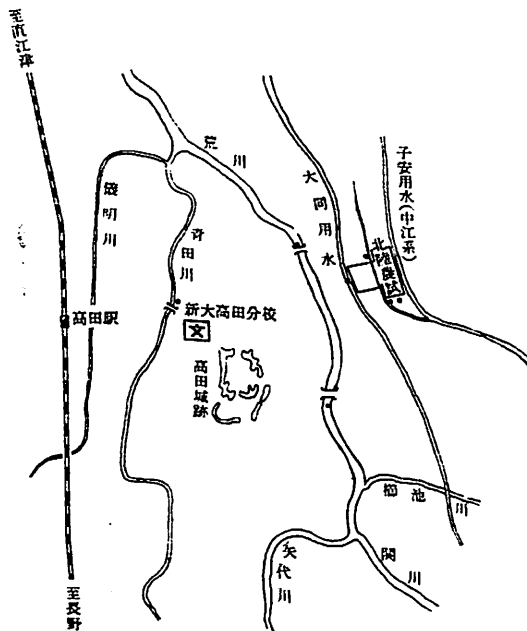 至直江津
荒川
子安用水(中江系)
大同用水
儀明川
青田川
北陸農試
新大高田分校
文
高田駅
高田城跡
櫛池川
矢代川
関川
至長野